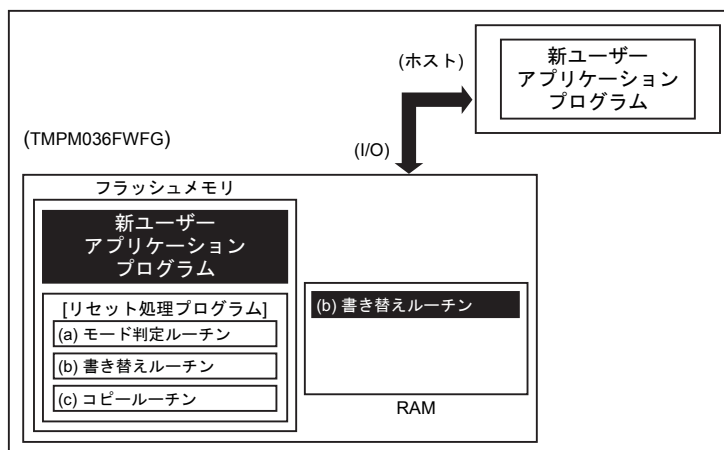 (ホスト)
新ユーザー
アプリケーション
プログラム
(TMPM036FWFG)
(I/O)
フラッシュメモリ
新ユーザー
アプリケーション
プログラム
[リセット処理プログラム]
(a) モード判定ルーチン
(b) 書き替えルーチン
(c) コピールーチン
(b) 書き替えルーチン
RAM